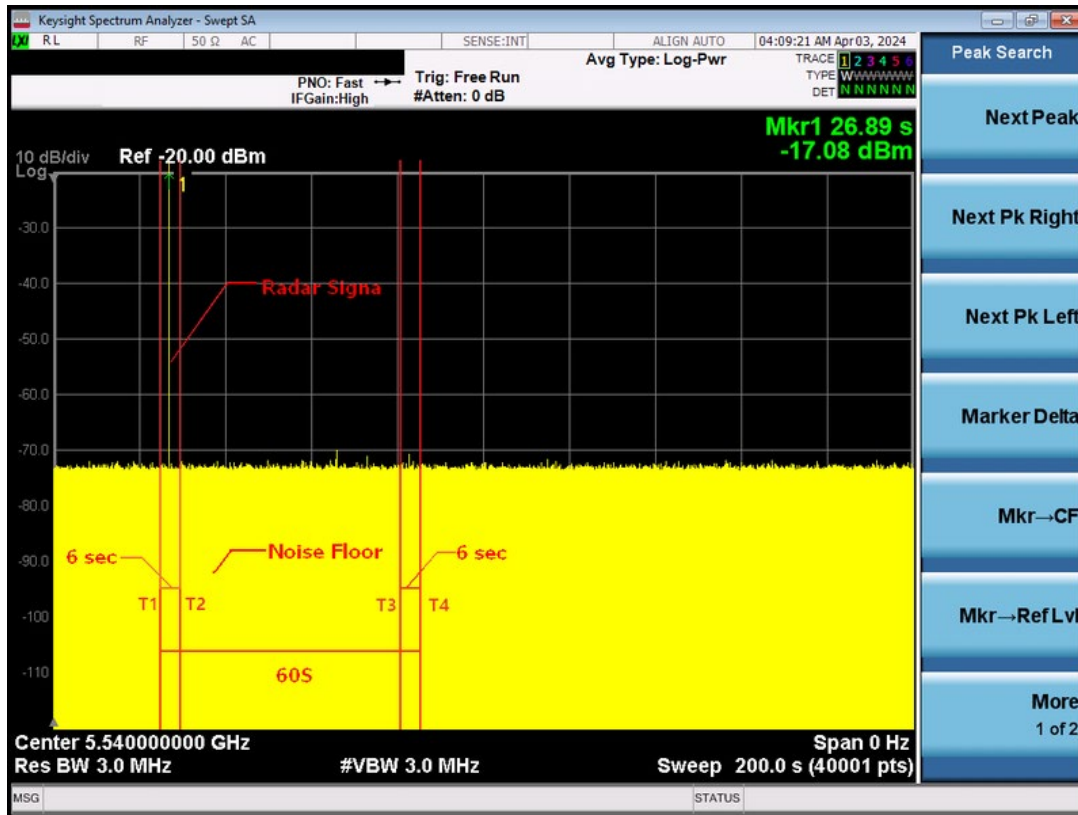 Keysight Spectrum Analyzer - Swept SA
LXI RL RF 50 Ω AC SENSE:INT ALIGN AUTO 04:09:21 AM Apr 03, 2024
Avg Type: Log-Pwr
TRACE 1 2 3 4 5 6
PNO: Fast Trig: Free Run TYPE WWWWWW
IFGain:High #Atten: 0 dB DET N N N N N N
Peak Search
Next Peak
Next Pk Right
Next Pk Left
Marker Delta
Mkr→CF
Mkr→Ref Lvl
More
1 of 2
Mkr1 26.89 s
-17.08 dBm
10 dB/div Ref -20.00 dBm
Log
1
-30.0
-40.0
Radar Signa
-50.0
-60.0
-70.0
-80.0
-90.0
6 sec Noise Floor 6 sec
T1 T2 T3 T4
-100
-110
60S
Center 5.540000000 GHz Span 0 Hz
Res BW 3.0 MHz #VBW 3.0 MHz Sweep 200.0 s (40001 pts)
MSG STATUS